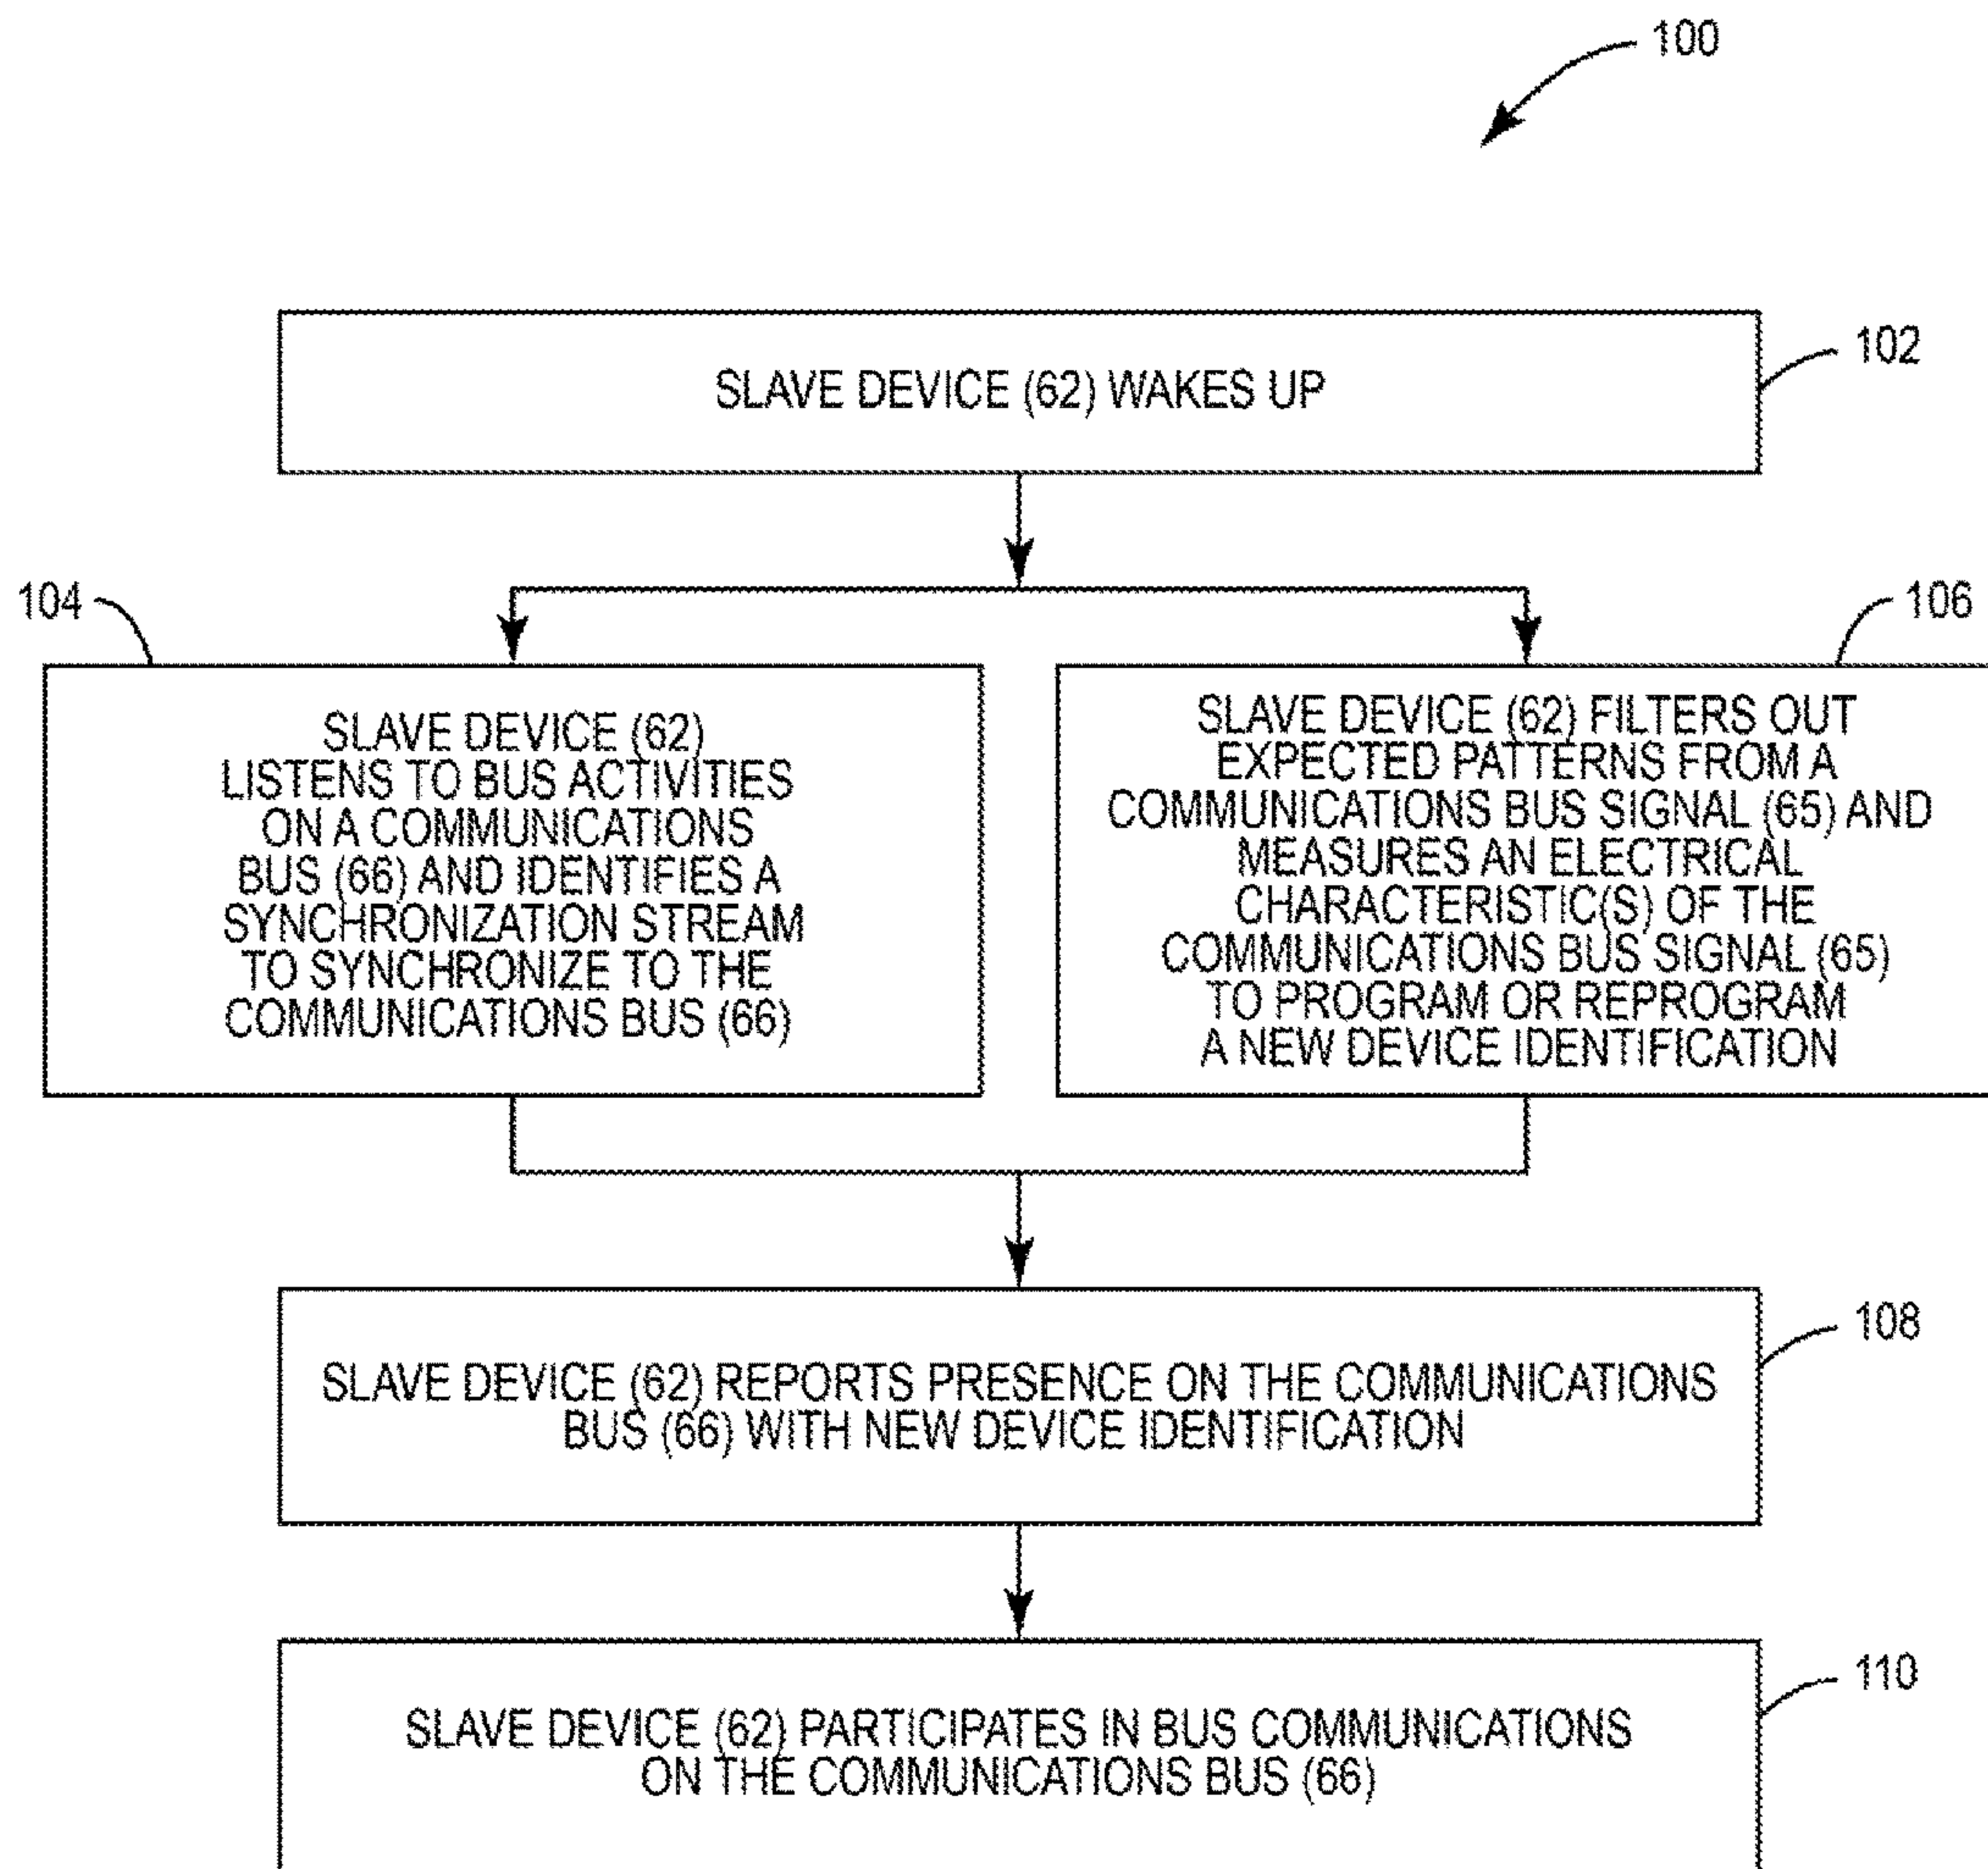 100
SLAVE DEVICE (62) WAKES UP
102
104
SLAVE DEVICE (62)
LISTENS TO BUS ACTIVITIES
ON A COMMUNICATIONS
BUS (66) AND IDENTIFIES A
SYNCHRONIZATION STREAM
TO SYNCHRONIZE TO THE
COMMUNICATIONS BUS (66)
106
SLAVE DEVICE (62) FILTERS OUT
EXPECTED PATTERNS FROM A
COMMUNICATIONS BUS SIGNAL (65) AND
MEASURES AN ELECTRICAL
CHARACTERISTIC(S) OF THE
COMMUNICATIONS BUS SIGNAL (65)
TO PROGRAM OR REPROGRAM
A NEW DEVICE IDENTIFICATION
108
SLAVE DEVICE (62) REPORTS PRESENCE ON THE COMMUNICATIONS
BUS (66) WITH NEW DEVICE IDENTIFICATION
110
SLAVE DEVICE (62) PARTICIPATES IN BUS COMMUNICATIONS
ON THE COMMUNICATIONS BUS (66)